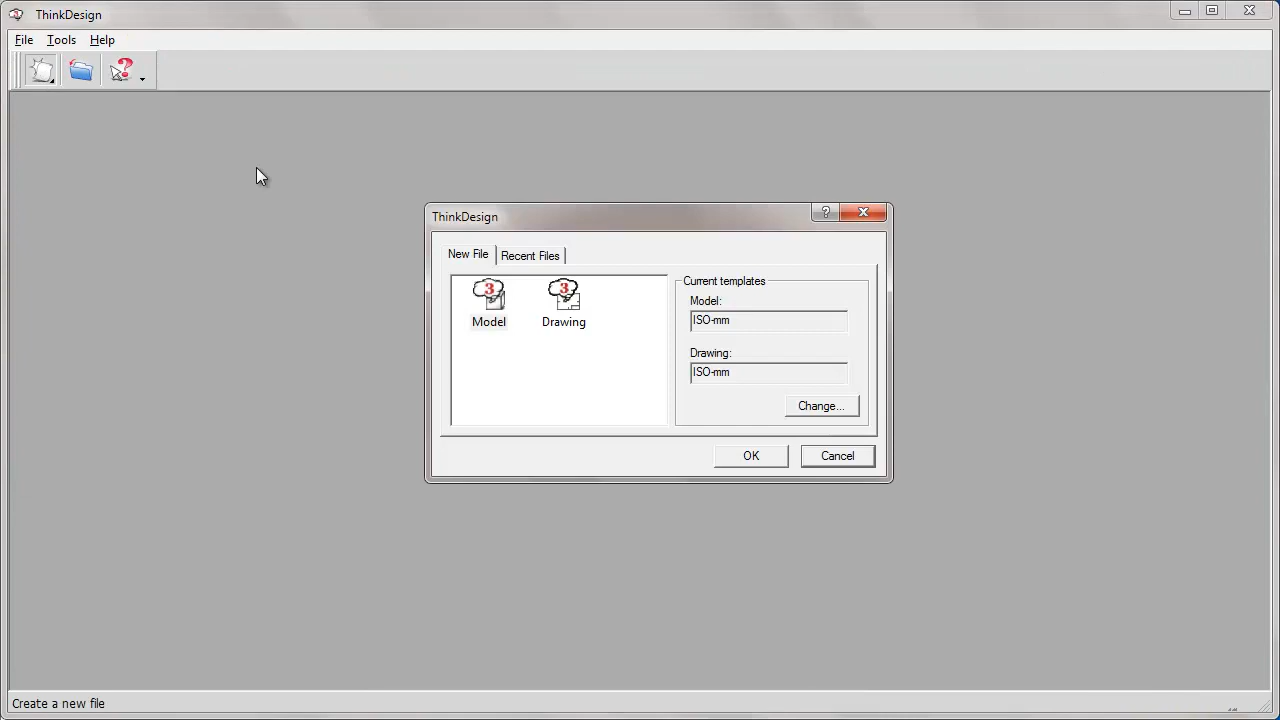 ThinkDesign
File Tools Help
ThinkDesign
New File Recent Files
Current templates
Model:
ISO-mm
Model Drawing
Drawing:
ISO-mm
Change...
OK Cancel
Create a new file